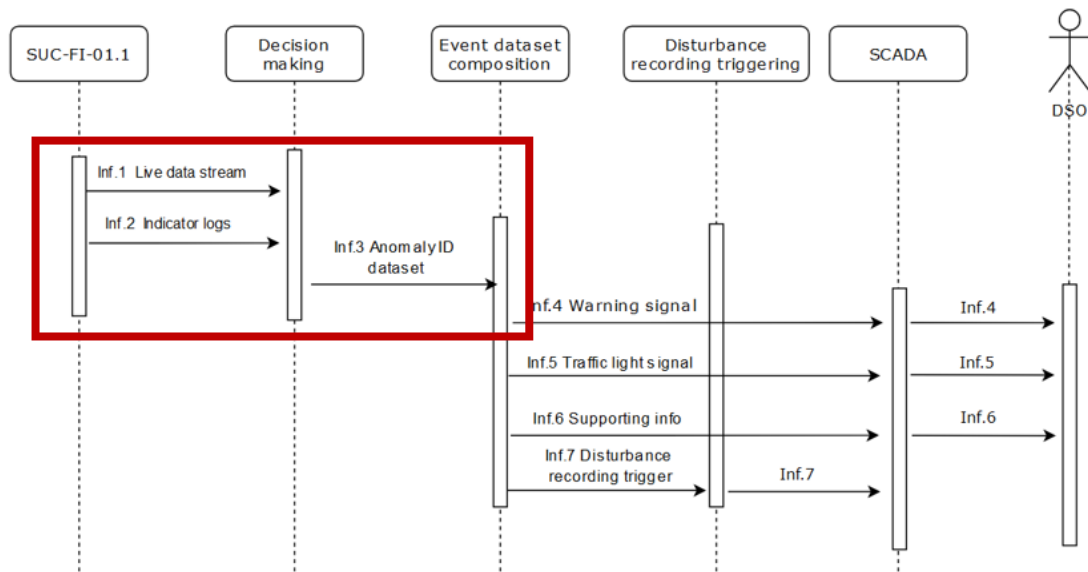 SUC-FI-01.1
Decision
making
Event dataset
composition
Disturbance
recording triggering
SCADA
DSO
Inf.1 Live data stream
Inf.2 Indicator logs
Inf.3 Anomaly ID
dataset
Inf.4 Warning signal
Inf.4
Inf.5 Traffic light signal
Inf.5
Inf.6 Supporting info
Inf.6
Inf.7 Disturbance
recording trigger
Inf.7